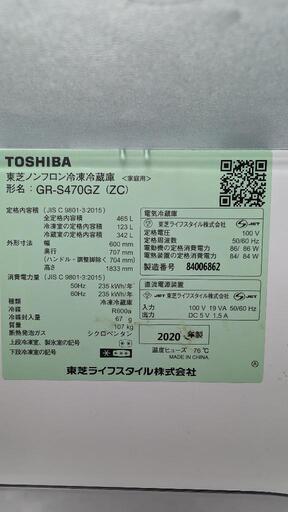 TOSHIBA
東芝ノンフロン冷凍冷蔵庫 <家庭用>
形名： GR-S470GZ (ZC)
定格内容積 (JIS C 9801-3:2015)
全定格内容積 465 L
冷凍室の定格内容積 123 L
冷蔵室の定格内容積 342 L
外形寸法 幅 600 mm
奥行 707 mm
(ハンドル・調整脚除く 704 mm)
高さ 1833 mm
消費電力量 (JIS C 9801-3:2015)
50Hz 235 kWh/年
60Hz 235 kWh/年
種類 冷凍冷蔵庫
冷媒 R600a
冷媒封入量 67 g
質量 107 kg
断熱発泡ガス シクロペンタン
上段冷凍室、製氷室の記号
下段冷凍室の記号
電気冷蔵庫
東芝ライフスタイル株式会社 JET
定格電圧 100 V
定格周波数 50/60 Hz
電動機の定格消費電力 86/ 86 W
電熱装置の定格消費電力 84/ 84 W
製造番号 84006862
直流電源装置
東芝ライフスタイル株式会社 JET
入力 100 V 19 VA 50/60 Hz
出力 DC 5 V 1.5 A
2020 年製
温度ヒューズ 76 ℃
MADE IN CHINA
東芝ライフスタイル株式会社